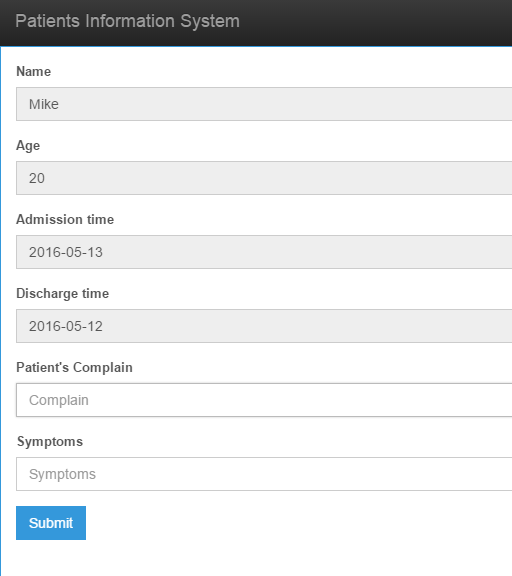 Patients Information System
Name
Mike
Age
20
Admission time
2016-05-13
Discharge time
2016-05-12
Patient's Complain
Complain
Symptoms
Symptoms
Submit